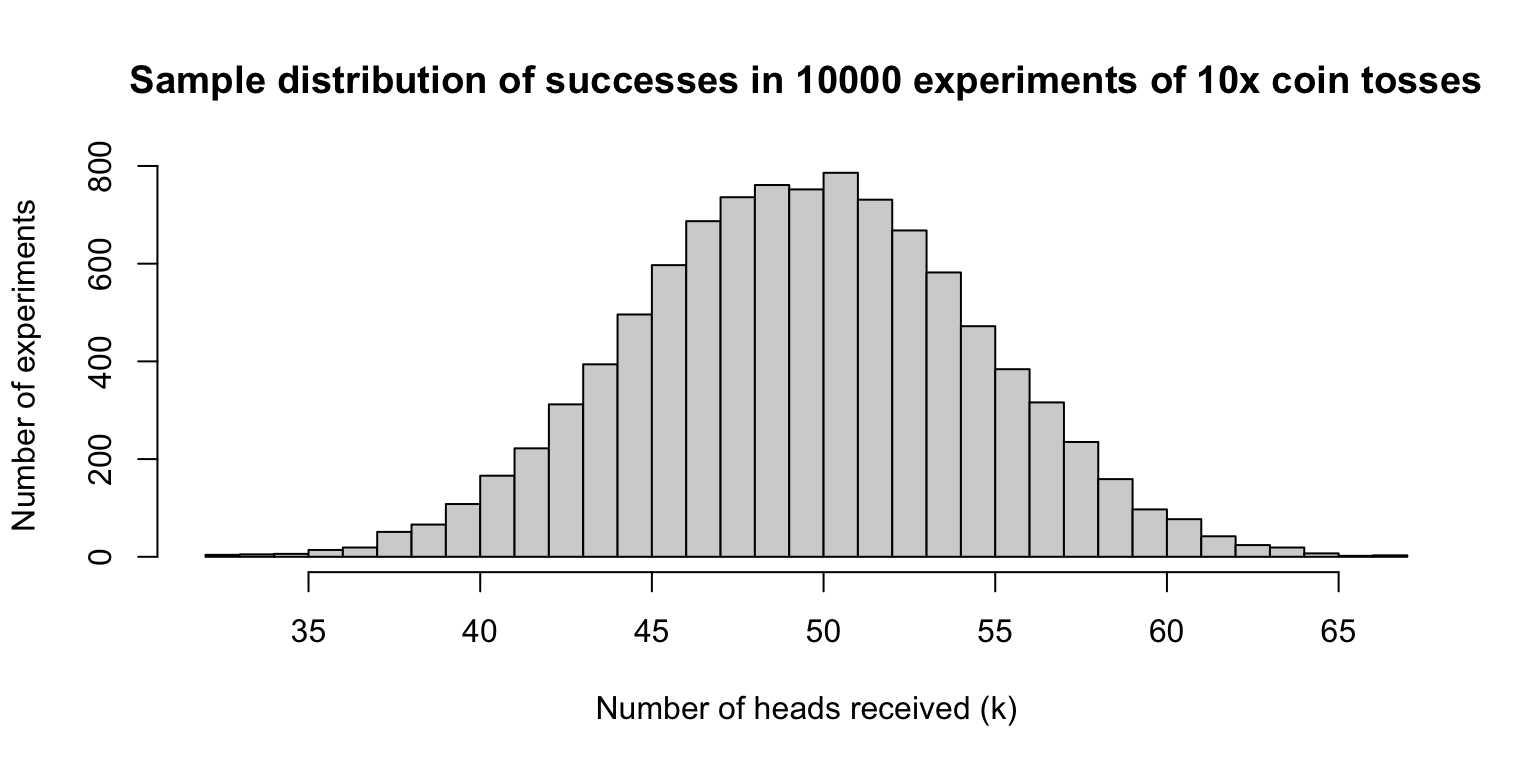 Sample distribution of successes in 10000 experiments of 10x coin tosses
Number of experiments
800
600
400
200
0
35 40 45 50 55 60 65
Number of heads received (k)